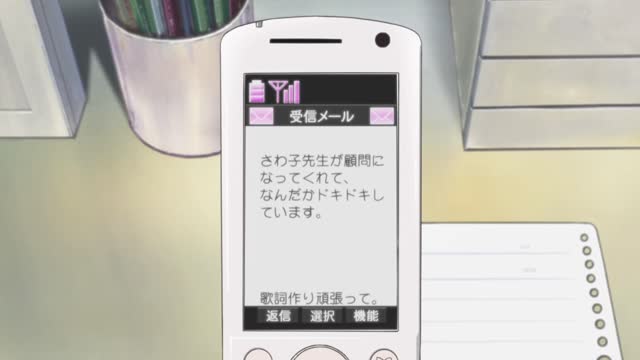 受信メール
さわ子先生が顧問に
なってくれて、
なんだかドキドキし
ています。
歌詞作り頑張って。
返信 選択 機能